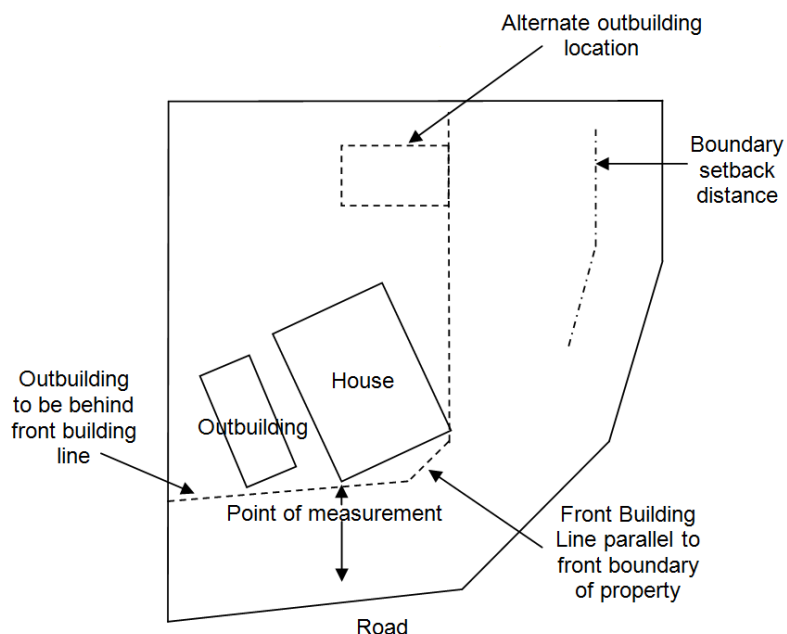 Alternate outbuilding
location
Boundary
setback
distance
House
Outbuilding
to be behind
front building
line
Outbuilding
Point of measurement
Front Building
Line parallel to
front boundary
of property
Road